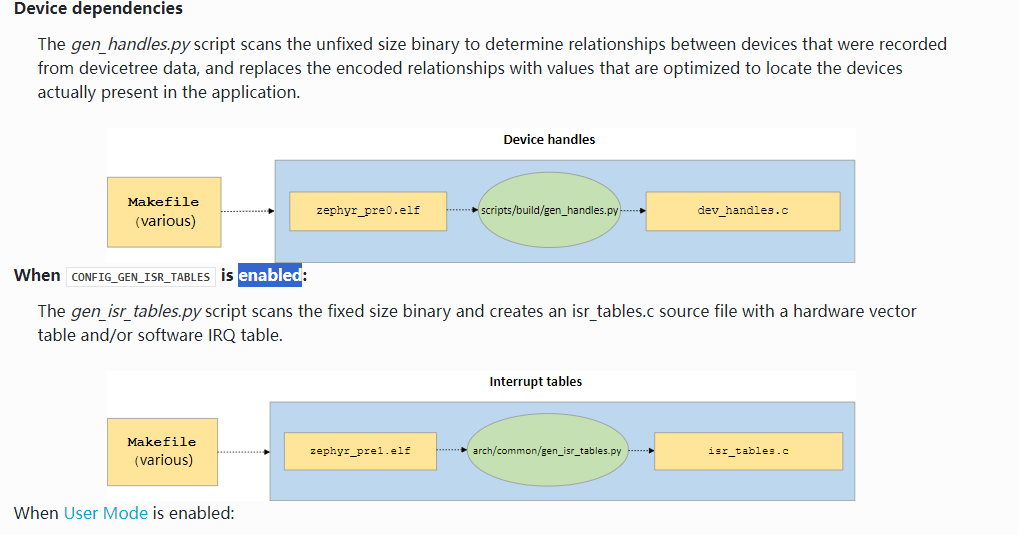 Device dependencies
The gen_handles.py script scans the unfixed size binary to determine relationships between devices that were recorded
from devicetree data, and replaces the encoded relationships with values that are optimized to locate the devices
actually present in the application.
Device handles
Makefile
(various)
zephyr_pre0.elf
scripts/build/gen_handles.py
dev_handles.c
When CONFIG_GEN_ISR_TABLES is enabled:
The gen_isr_tables.py script scans the fixed size binary and creates an isr_tables.c source file with a hardware vector
table and/or software IRQ table.
Interrupt tables
Makefile
(various)
zephyr_pre1.elf
arch/common/gen_isr_tables.py
isr_tables.c
When User Mode is enabled: